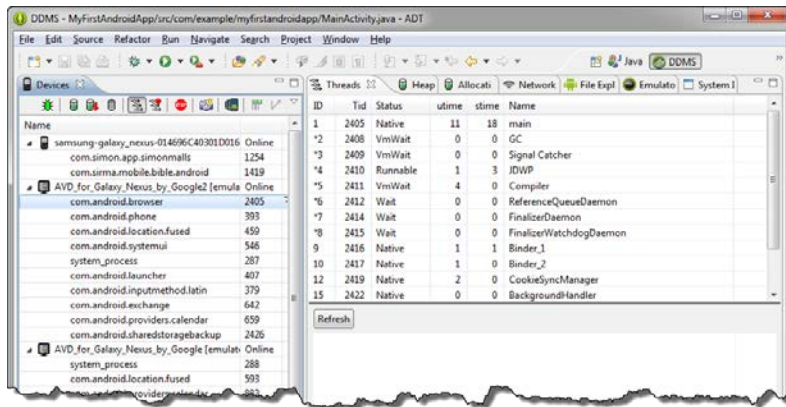 DDMS - MyFirstAndroidApp/src/com/example/myfirstandroidapp/MainActivity.java - ADT
File Edit Source Refactor Run Navigate Search Project Window Help
Java DDMS
Devices
Name
samsung-galaxy_nexus-014696C40301D016 Online
com.simon.app.simonmalls 1254
com.sirma.mobile.bible.android 1419
AVD_for_Galaxy_Nexus_by_Google2 [emula Online
com.android.browser 2405
com.android.phone 393
com.android.location.fused 459
com.android.systemui 546
system_process 287
com.android.launcher 407
com.android.inputmethod.latin 379
com.android.exchange 642
com.android.providers.calendar 659
com.android.sharedstoragebackup 2426
AVD_for_Galaxy_Nexus_by_Google [emulat Online
system_process 288
com.android.location.fused 593
Threads Heap Allocati Network File Expl Emulato System I
ID Tid Status utime stime Name
1 2405 Native 11 18 main
*2 2408 VmWait 0 0 GC
*3 2409 VmWait 0 0 Signal Catcher
*4 2410 Runnable 1 3 JDWP
*5 2411 VmWait 4 0 Compiler
*6 2412 Wait 0 0 ReferenceQueueDaemon
*7 2414 Wait 0 0 FinalizerDaemon
*8 2415 Wait 0 0 FinalizerWatchdogDaemon
9 2416 Native 1 1 Binder_1
10 2417 Native 1 0 Binder_2
12 2419 Native 2 0 CookieSyncManager
15 2422 Native 0 0 BackgroundHandler
Refresh